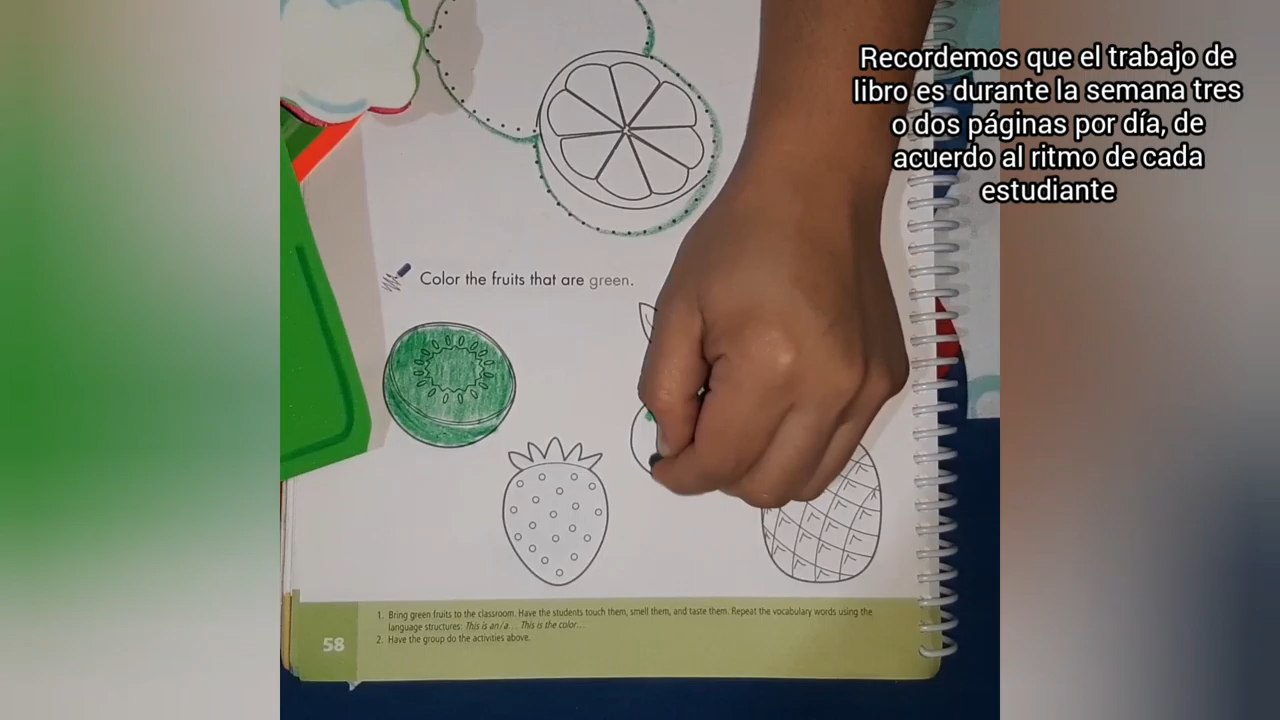 Recordemos que el trabajo de
libro es durante la semana tres
o dos páginas por día, de
acuerdo al ritmo de cada
estudiante
Color the fruits that are green.
1. Bring green fruits to the classroom. Have the students touch them, smell them, and taste them. Repeat the vocabulary words using the
language structures: This is an/a... This is the color...
2. Have the group do the activities above.
58